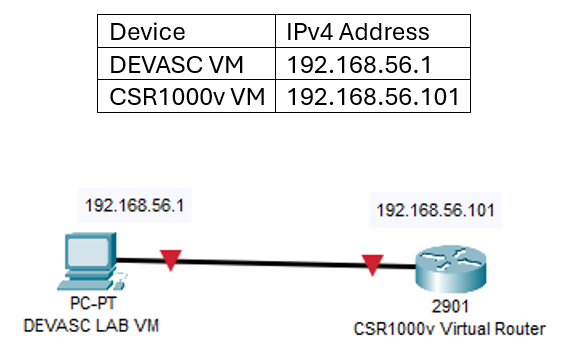 Device IPv4 Address
DEVASC VM 192.168.56.1
CSR1000v VM 192.168.56.101
192.168.56.1
192.168.56.101
PC-PT
DEVASC LAB VM
2901
CSR1000v Virtual Router